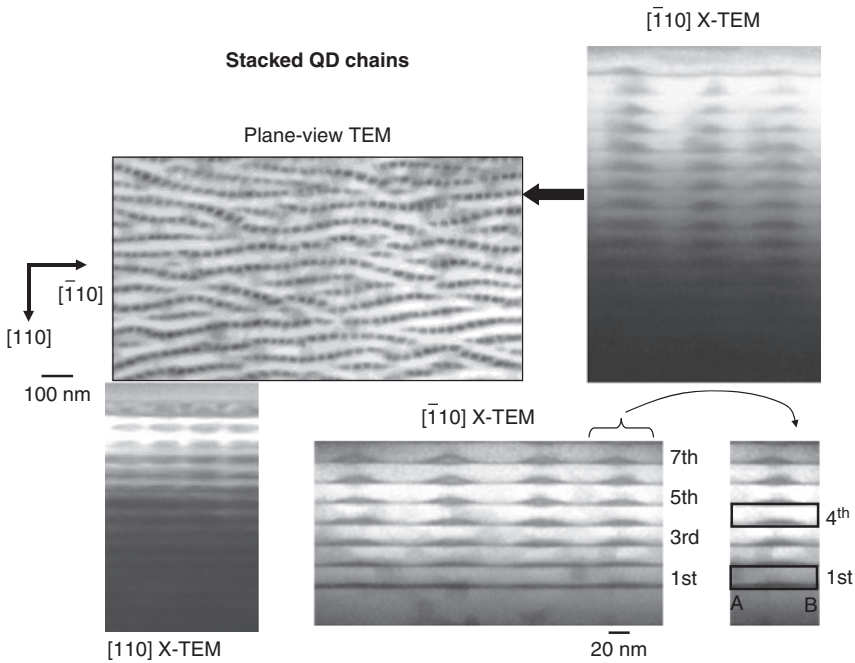 [1̄10] X-TEM
Stacked QD chains
Plane-view TEM
[1̄10]
[110]
100 nm
[1̄10] X-TEM
7th
5th
4th
3rd
1st
1st
A B
20 nm
[110] X-TEM